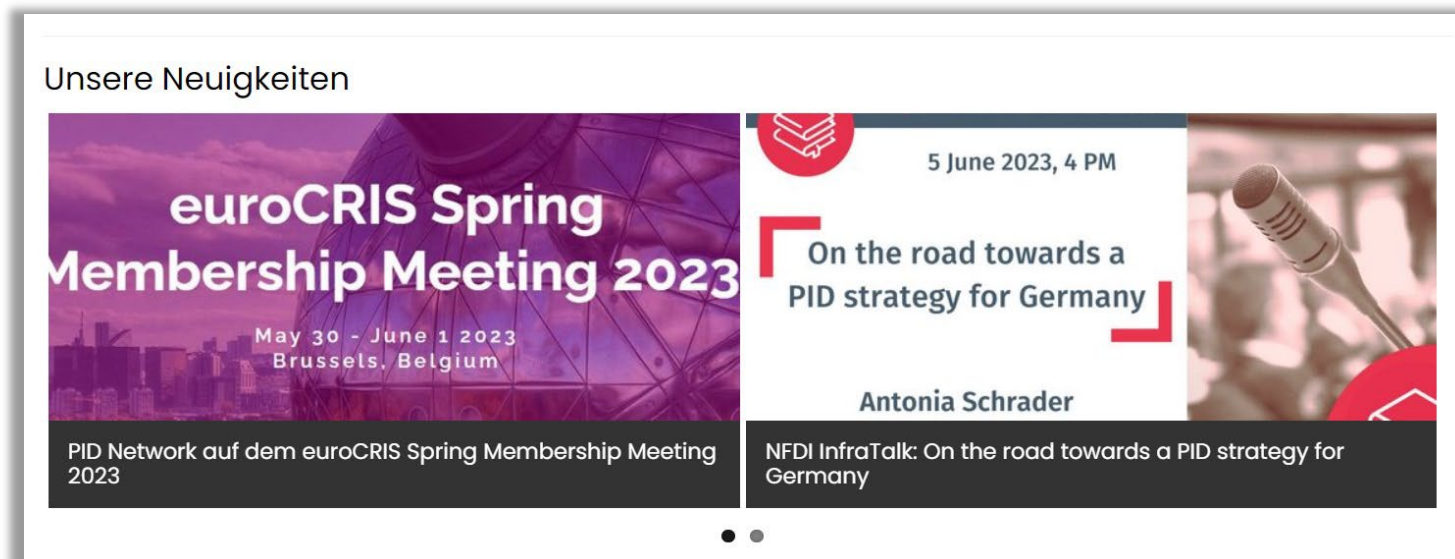 Unsere Neuigkeiten
euroCRIS Spring
Membership Meeting 2023
May 30 - June 1 2023
Brussels, Belgium
PID Network auf dem euroCRIS Spring Membership Meeting
2023
5 June 2023, 4 PM
On the road towards a
PID strategy for Germany
Antonia Schrader
NFDI InfraTalk: On the road towards a PID strategy for
Germany